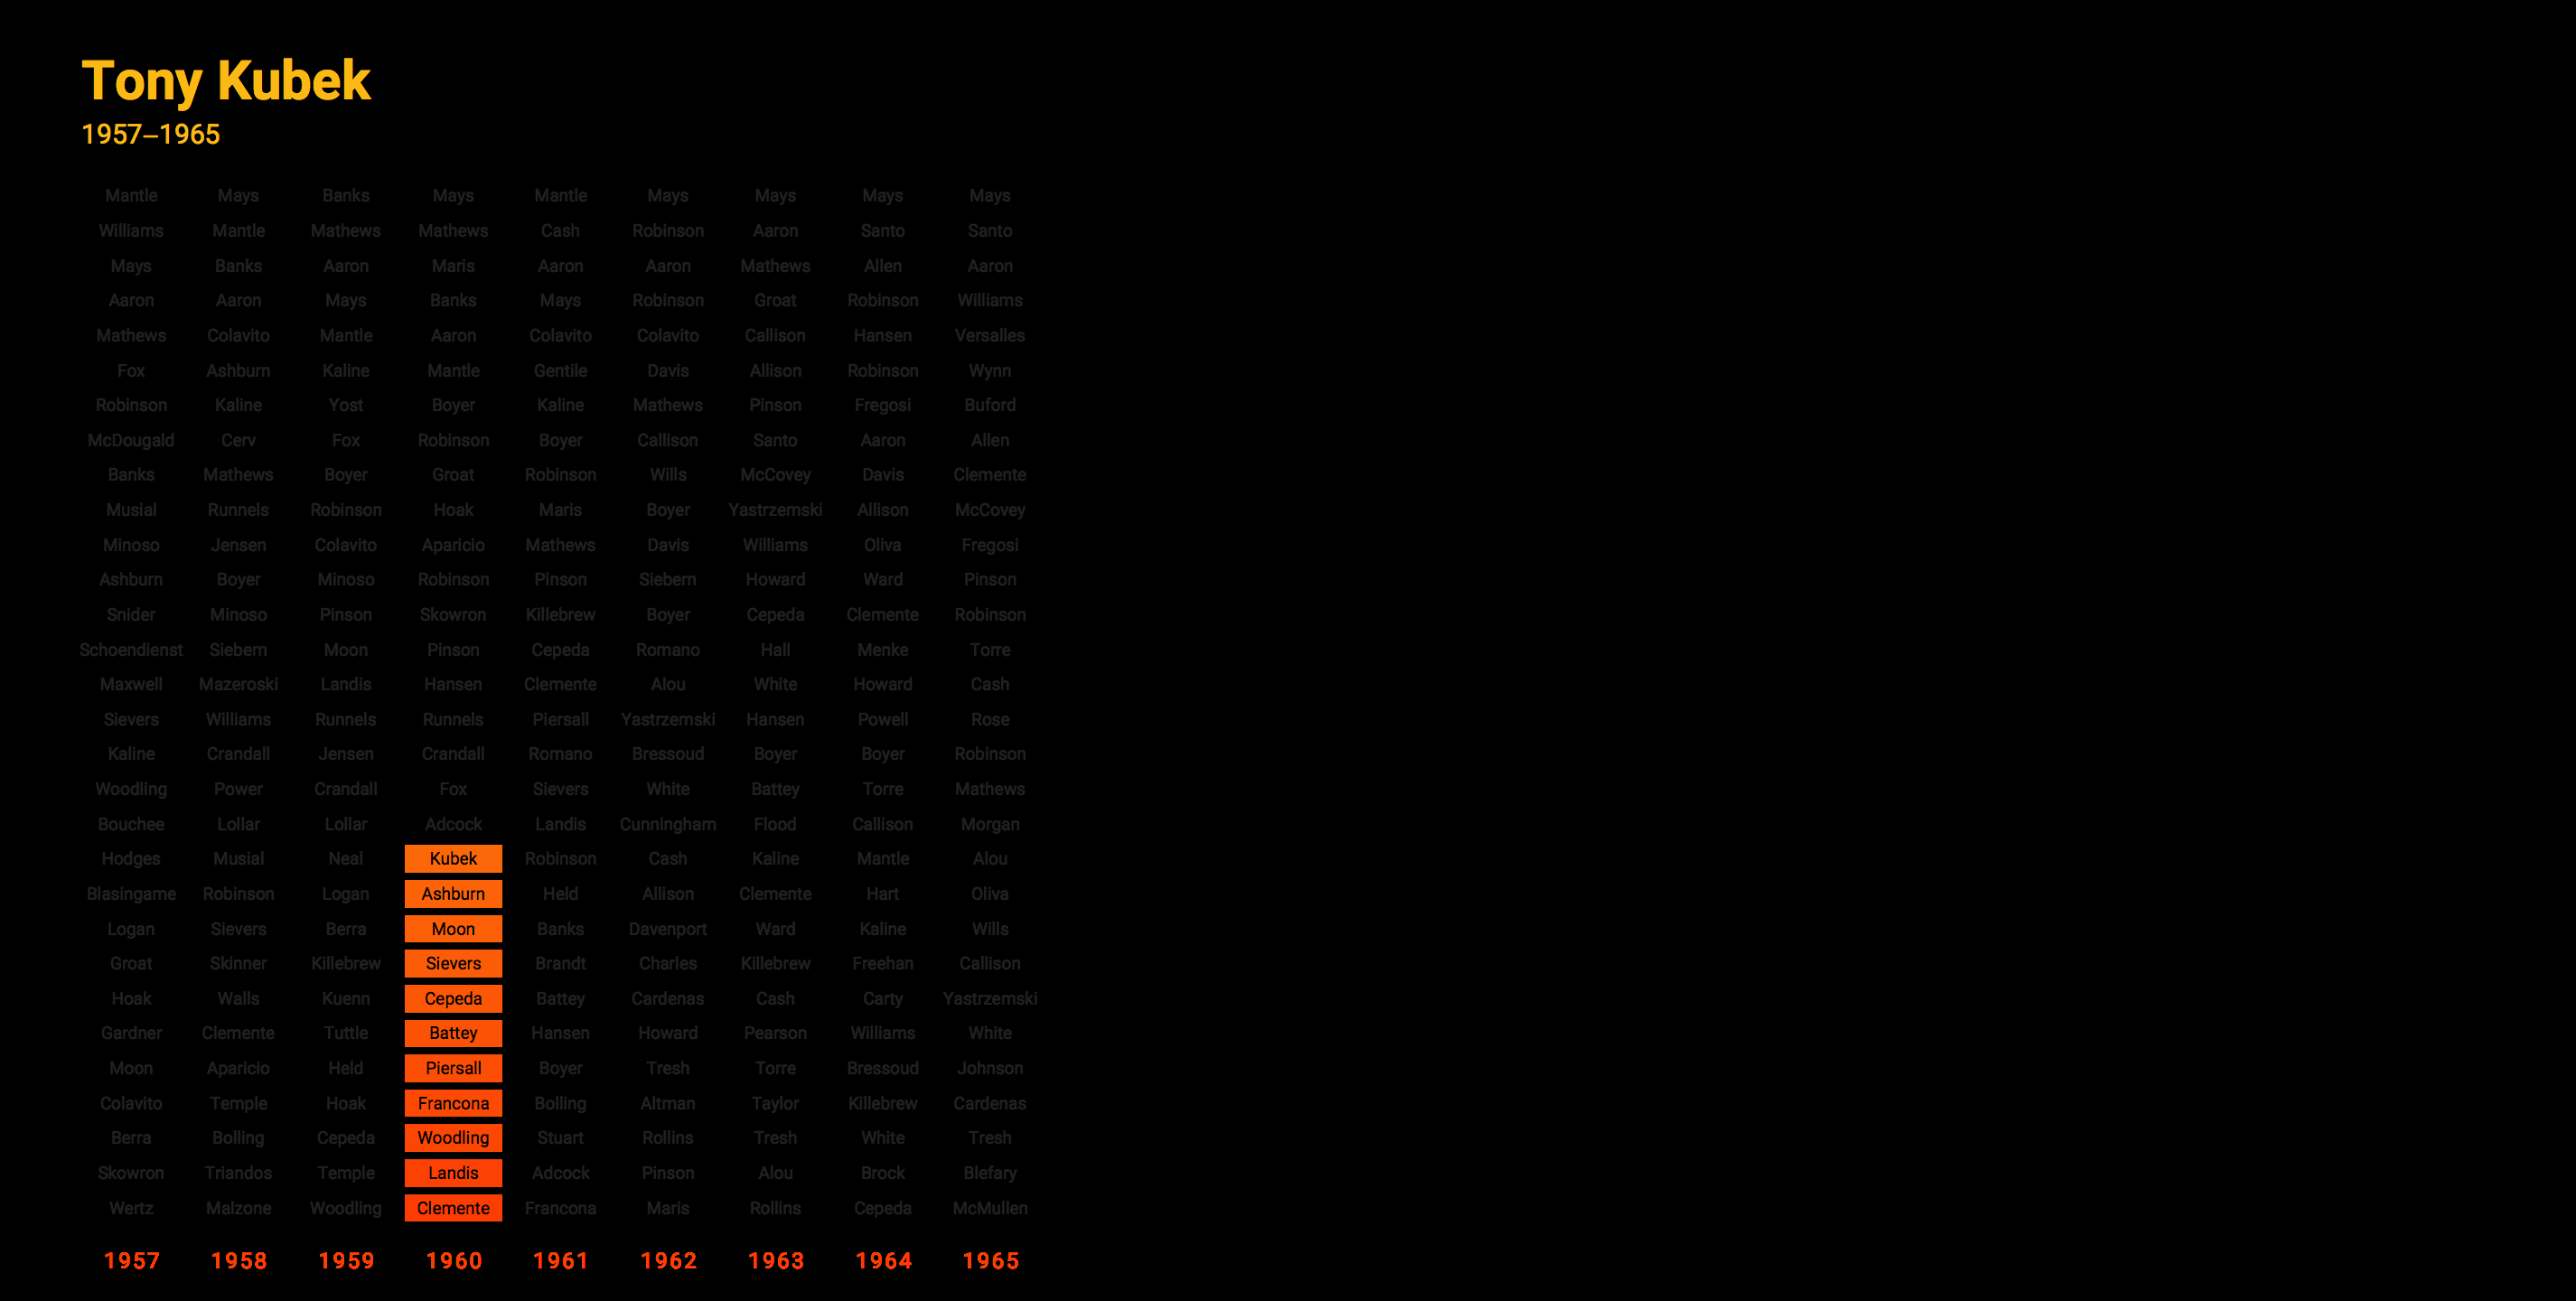 Tony Kubek
1957–1965
Mantle Mays Banks Mays Mantle Mays Mays Mays Mays
Williams Mantle Mathews Mathews Cash Robinson Aaron Santo Santo
Mays Banks Aaron Maris Aaron Aaron Mathews Allen Aaron
Aaron Aaron Mays Banks Mays Robinson Groat Robinson Williams
Mathews Colavito Mantle Aaron Colavito Colavito Callison Hansen Versalles
Fox Ashburn Kaline Mantle Gentile Davis Allison Robinson Wynn
Robinson Kaline Yost Boyer Kaline Mathews Pinson Fregosi Buford
McDougald Cerv Fox Robinson Boyer Callison Santo Aaron Allen
Banks Mathews Boyer Groat Robinson Wills McCovey Davis Clemente
Musial Runnels Robinson Hoak Maris Boyer Yastrzemski Allison McCovey
Minoso Jensen Colavito Aparicio Mathews Davis Williams Oliva Fregosi
Ashburn Boyer Minoso Robinson Pinson Siebern Howard Ward Pinson
Snider Minoso Pinson Skowron Killebrew Boyer Cepeda Clemente Robinson
Schoendienst Siebern Moon Pinson Cepeda Romano Hall Menke Torre
Maxwell Mazeroski Landis Hansen Clemente Alou White Howard Cash
Sievers Williams Runnels Runnels Piersall Yastrzemski Hansen Powell Rose
Kaline Crandall Jensen Crandall Romano Bressoud Boyer Boyer Robinson
Woodling Power Crandall Fox Sievers White Battey Torre Mathews
Bouchee Lollar Lollar Adcock Landis Cunningham Flood Callison Morgan
Hodges Musial Neal Kubek Robinson Cash Kaline Mantle Alou
Blasingame Robinson Logan Ashburn Held Allison Clemente Hart Oliva
Logan Sievers Berra Moon Banks Davenport Ward Kaline Wills
Groat Skinner Killebrew Sievers Brandt Charles Killebrew Freehan Callison
Hoak Walls Kuenn Cepeda Battey Cardenas Cash Carty Yastrzemski
Gardner Clemente Tuttle Battey Hansen Howard Pearson Williams White
Moon Aparicio Held Piersall Boyer Tresh Torre Bressoud Johnson
Colavito Temple Hoak Francona Bolling Altman Taylor Killebrew Cardenas
Berra Bolling Cepeda Woodling Stuart Rollins Tresh White Tresh
Skowron Triandos Temple Landis Adcock Pinson Alou Brock Blefary
Wertz Malzone Woodling Clemente Francona Maris Rollins Cepeda McMullen
1957 1958 1959 1960 1961 1962 1963 1964 1965